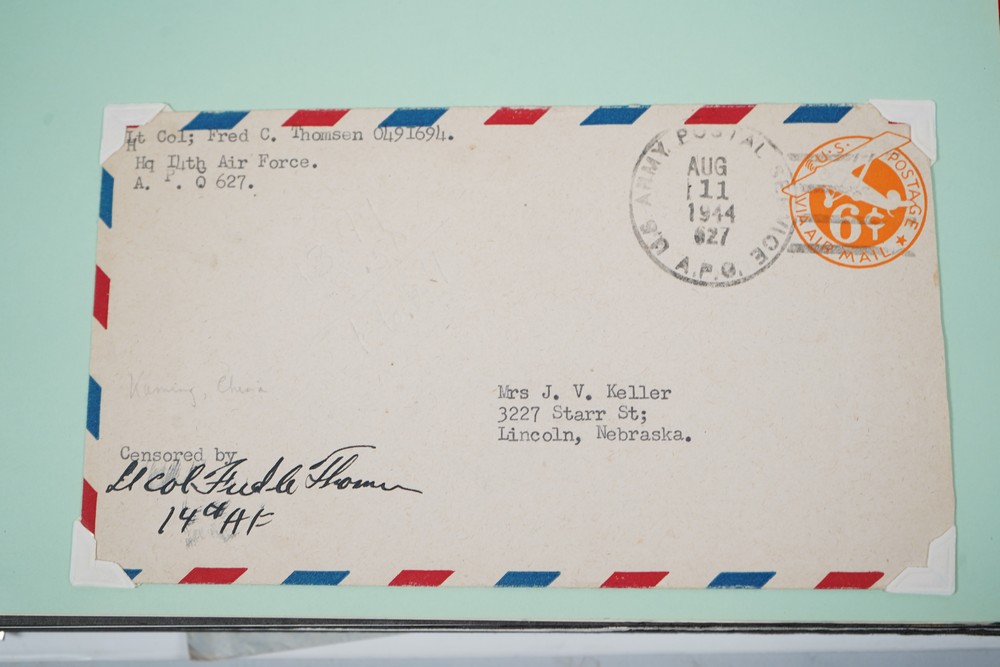 Lt Col; Fred C. Thomsen 0491694.
Hq 14th Air Force.
A. P. O 627.
U.S. ARMY POSTAL SERVICE
AUG
11
1944
627
A.P.O.
U.S. POSTAGE
6¢
VIA AIR MAIL
China
Mrs J. V. Keller
3227 Starr St;
Lincoln, Nebraska.
Censored by
Lt Col Fred C Thomsen
14th AF